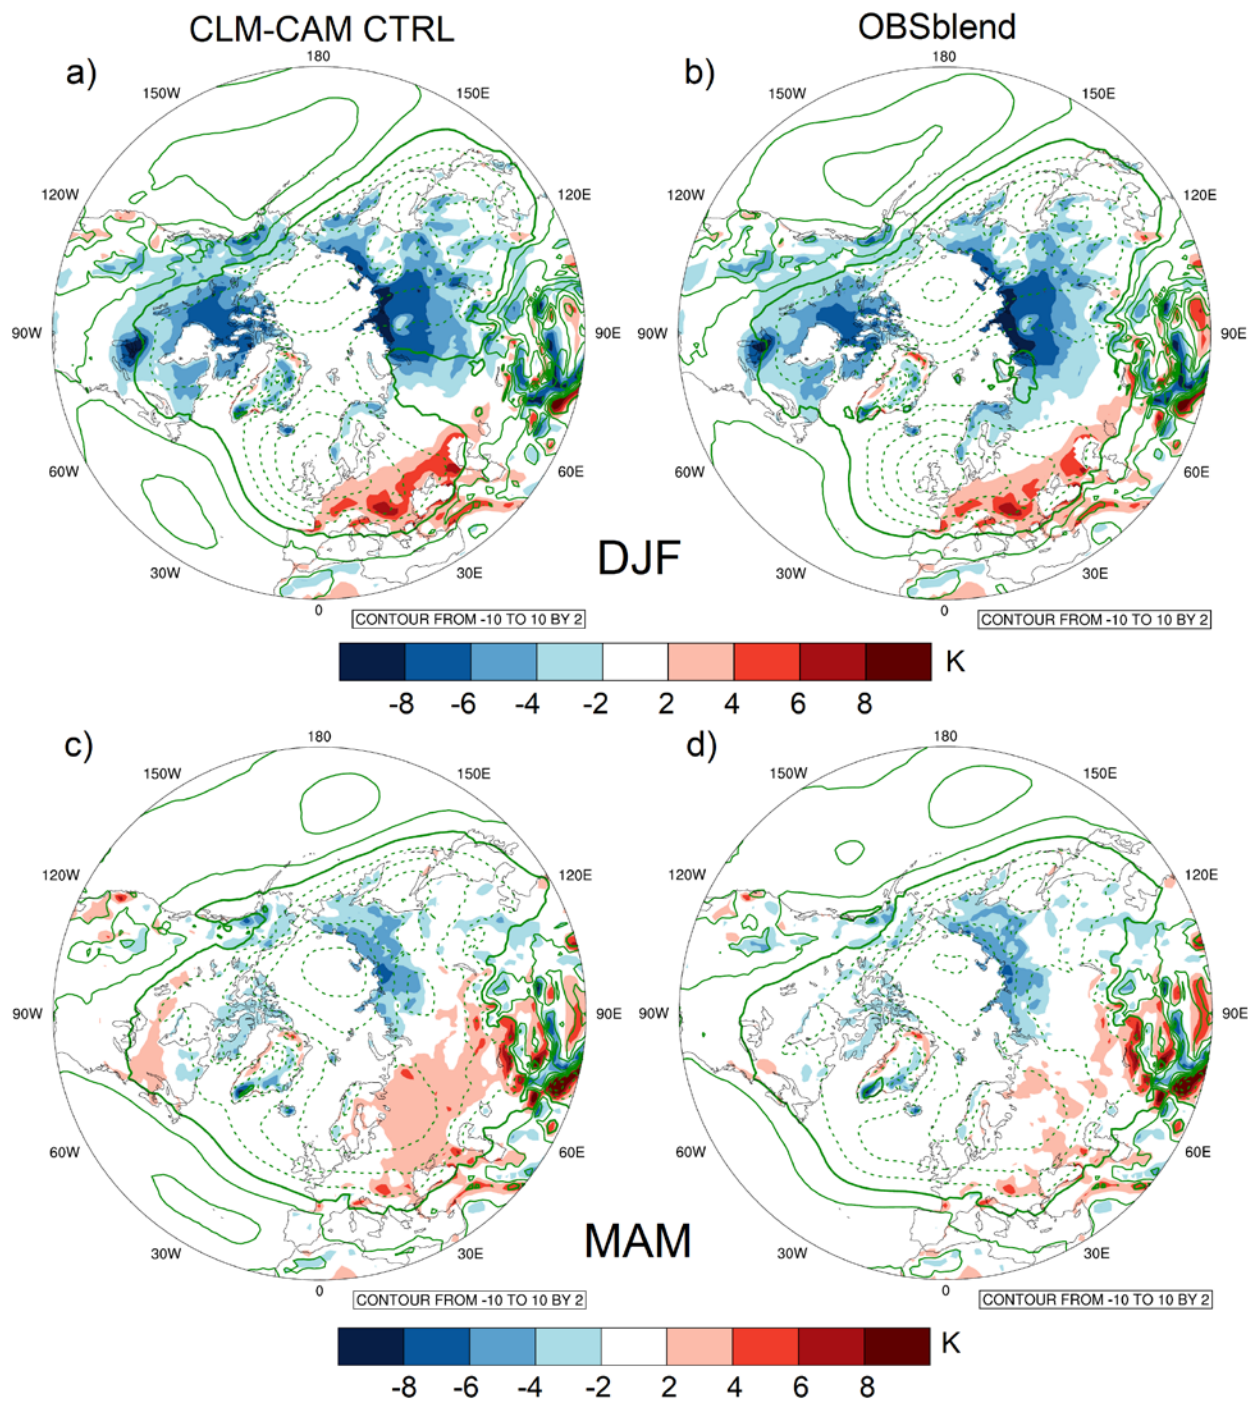 CLM-CAM CTRL
OBSblend
a)
180
150W
150E
120W
120E
90W
90E
60W
60E
30W
30E
0
CONTOUR FROM -10 TO 10 BY 2
b)
180
150W
150E
120W
120E
90W
90E
60W
60E
30W
30E
0
CONTOUR FROM -10 TO 10 BY 2
DJF
K
-8 -6 -4 -2 2 4 6 8
c)
180
150W
150E
120W
120E
90W
90E
60W
60E
30W
30E
0
CONTOUR FROM -10 TO 10 BY 2
d)
180
150W
150E
120W
120E
90W
90E
60W
60E
30W
30E
0
CONTOUR FROM -10 TO 10 BY 2
MAM
K
-8 -6 -4 -2 2 4 6 8